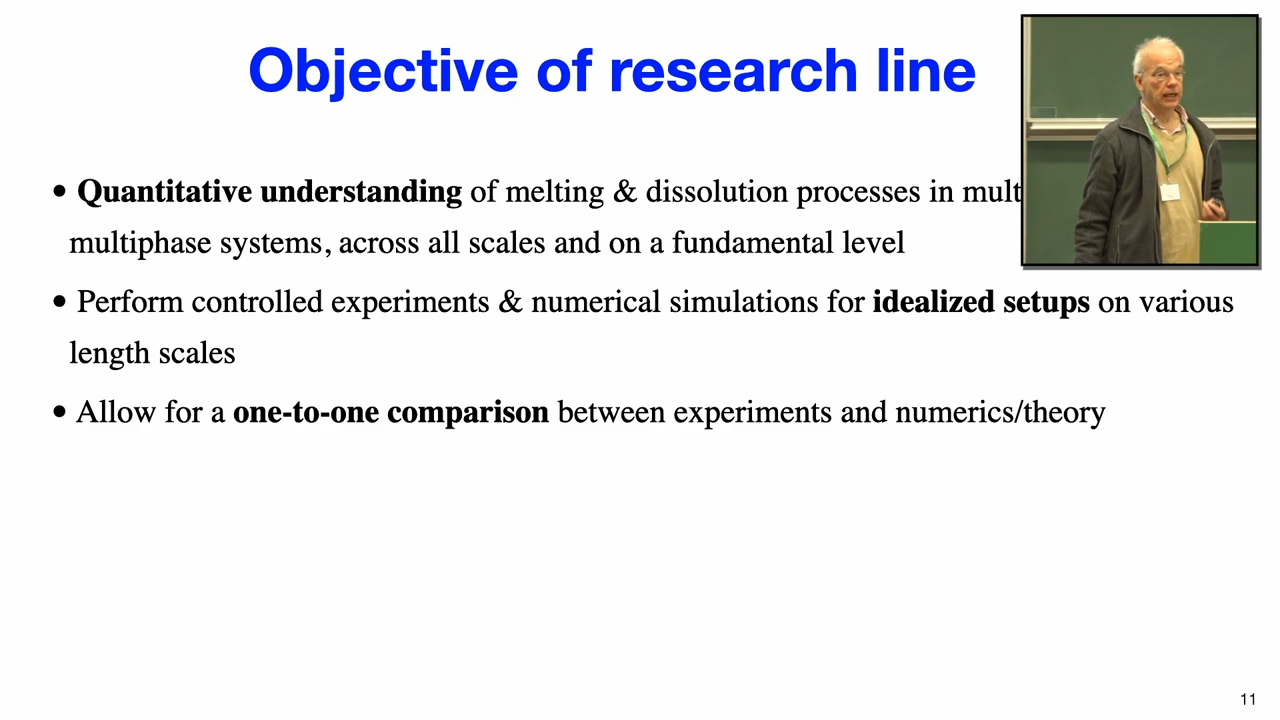 Objective of research line
• Quantitative understanding of melting & dissolution processes in
multiphase systems, across all scales and on a fundamental level
• Perform controlled experiments & numerical simulations for idealized setups on various
length scales
• Allow for a one-to-one comparison between experiments and numerics/theory
11